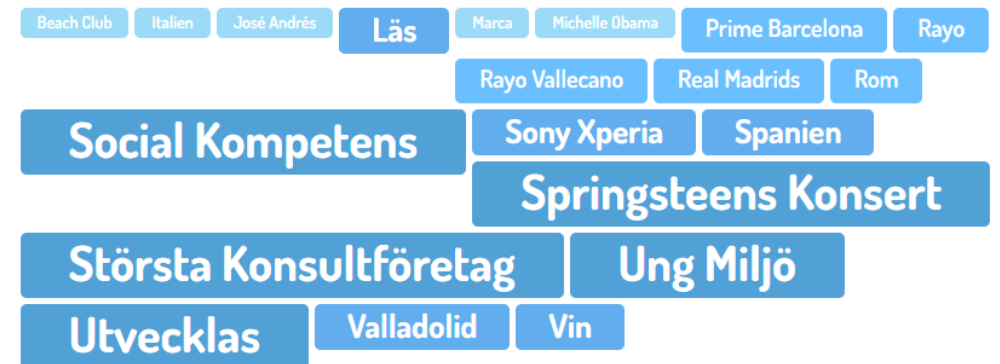 Beach Club Italien José Andrés Läs Marca Michelle Obama Prime Barcelona Rayo
Rayo Vallecano Real Madrids Rom
Social Kompetens Sony Xperia Spanien
Springsteens Konsert
Största Konsultföretag Ung Miljö
Utvecklas Valladolid Vin